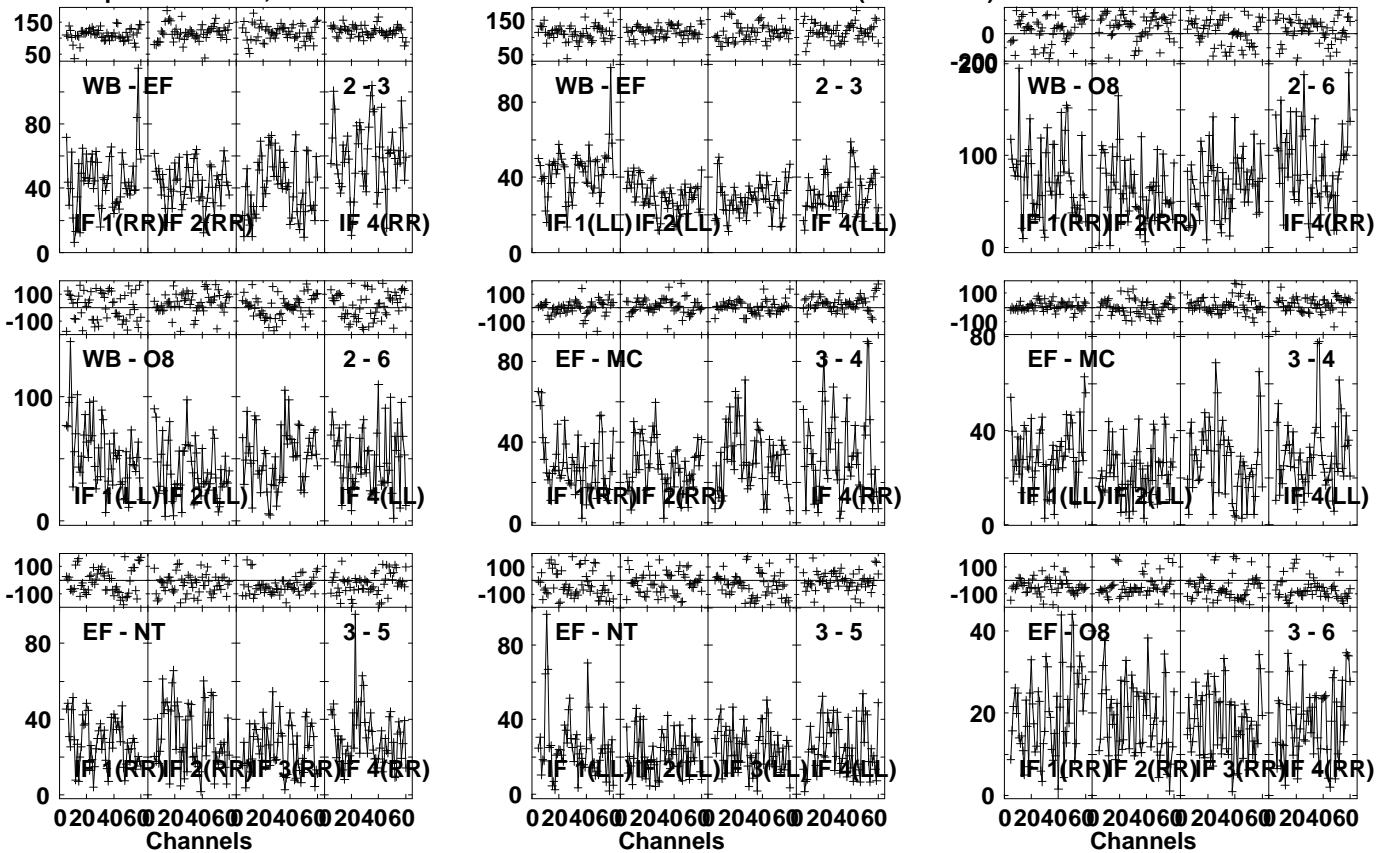 150
50
WB - EF
2 - 3
80
40
0
IF 1(RR)
IF 2(RR)
IF 4(RR)
150
50
WB - EF
2 - 3
80
40
0
IF 1(LL)
IF 2(LL)
IF 4(LL)
0
-200
200
WB - O8
2 - 6
100
0
IF 1(RR)
IF 2(RR)
IF 4(RR)
100
-100
WB - O8
2 - 6
100
0
IF 1(LL)
IF 2(LL)
IF 4(LL)
100
-100
EF - MC
3 - 4
80
40
0
IF 1(RR)
IF 2(RR)
IF 4(RR)
100
-100
80
EF - MC
3 - 4
40
0
IF 1(LL)
IF 2(LL)
IF 4(LL)
100
-100
EF - NT
3 - 5
80
40
0
IF 1(RR)
IF 2(RR)
IF 3(RR)
IF 4(RR)
0 20 40 60 0 20 40 60 0 20 40 60 0 20 40 60
Channels
100
-100
EF - NT
3 - 5
80
40
0
IF 1(LL)
IF 2(LL)
IF 3(LL)
IF 4(LL)
0 20 40 60 0 20 40 60 0 20 40 60 0 20 40 60
Channels
100
-100
EF - O8
3 - 6
40
20
0
IF 1(RR)
IF 2(RR)
IF 3(RR)
IF 4(RR)
0 20 40 60 0 20 40 60 0 20 40 60 0 20 40 60
Channels